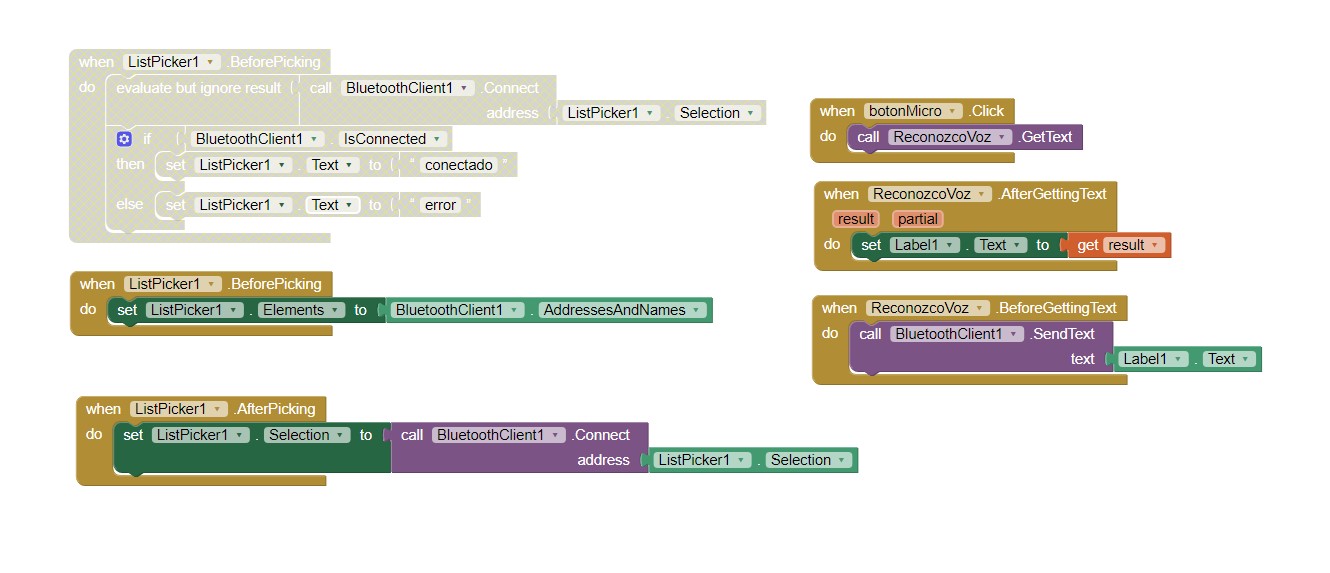 when ListPicker1 .BeforePicking
do evaluate but ignore result call BluetoothClient1 .Connect
address ListPicker1 . Selection
if BluetoothClient1 . IsConnected
then set ListPicker1 . Text to " conectado "
else set ListPicker1 . Text to " error "
when ListPicker1 .BeforePicking
do set ListPicker1 . Elements to BluetoothClient1 . AddressesAndNames
when ListPicker1 .AfterPicking
do set ListPicker1 . Selection to call BluetoothClient1 .Connect
address ListPicker1 . Selection
when botonMicro .Click
do call ReconozcoVoz .GetText
when ReconozcoVoz .AfterGettingText
result partial
do set Label1 . Text to get result
when ReconozcoVoz .BeforeGettingText
do call BluetoothClient1 .SendText
text Label1 . Text